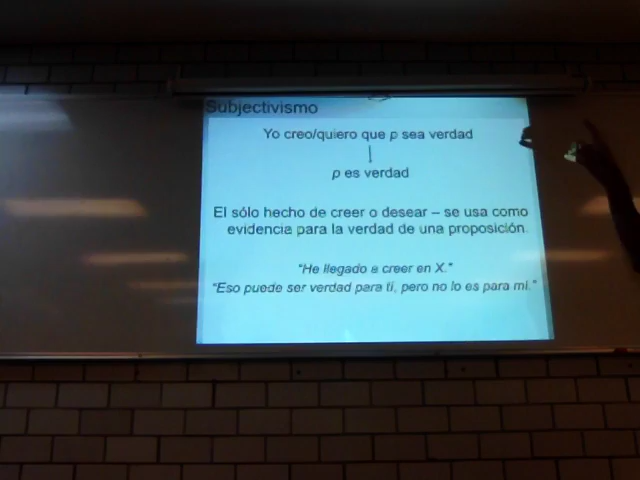 Subjectivismo
Yo creo/quiero que p sea verdad
p es verdad
El sólo hecho de creer o desear – se usa como
evidencia para la verdad de una proposición.
"He llegado a creer en X."
"Eso puede ser verdad para ti, pero no lo es para mí."